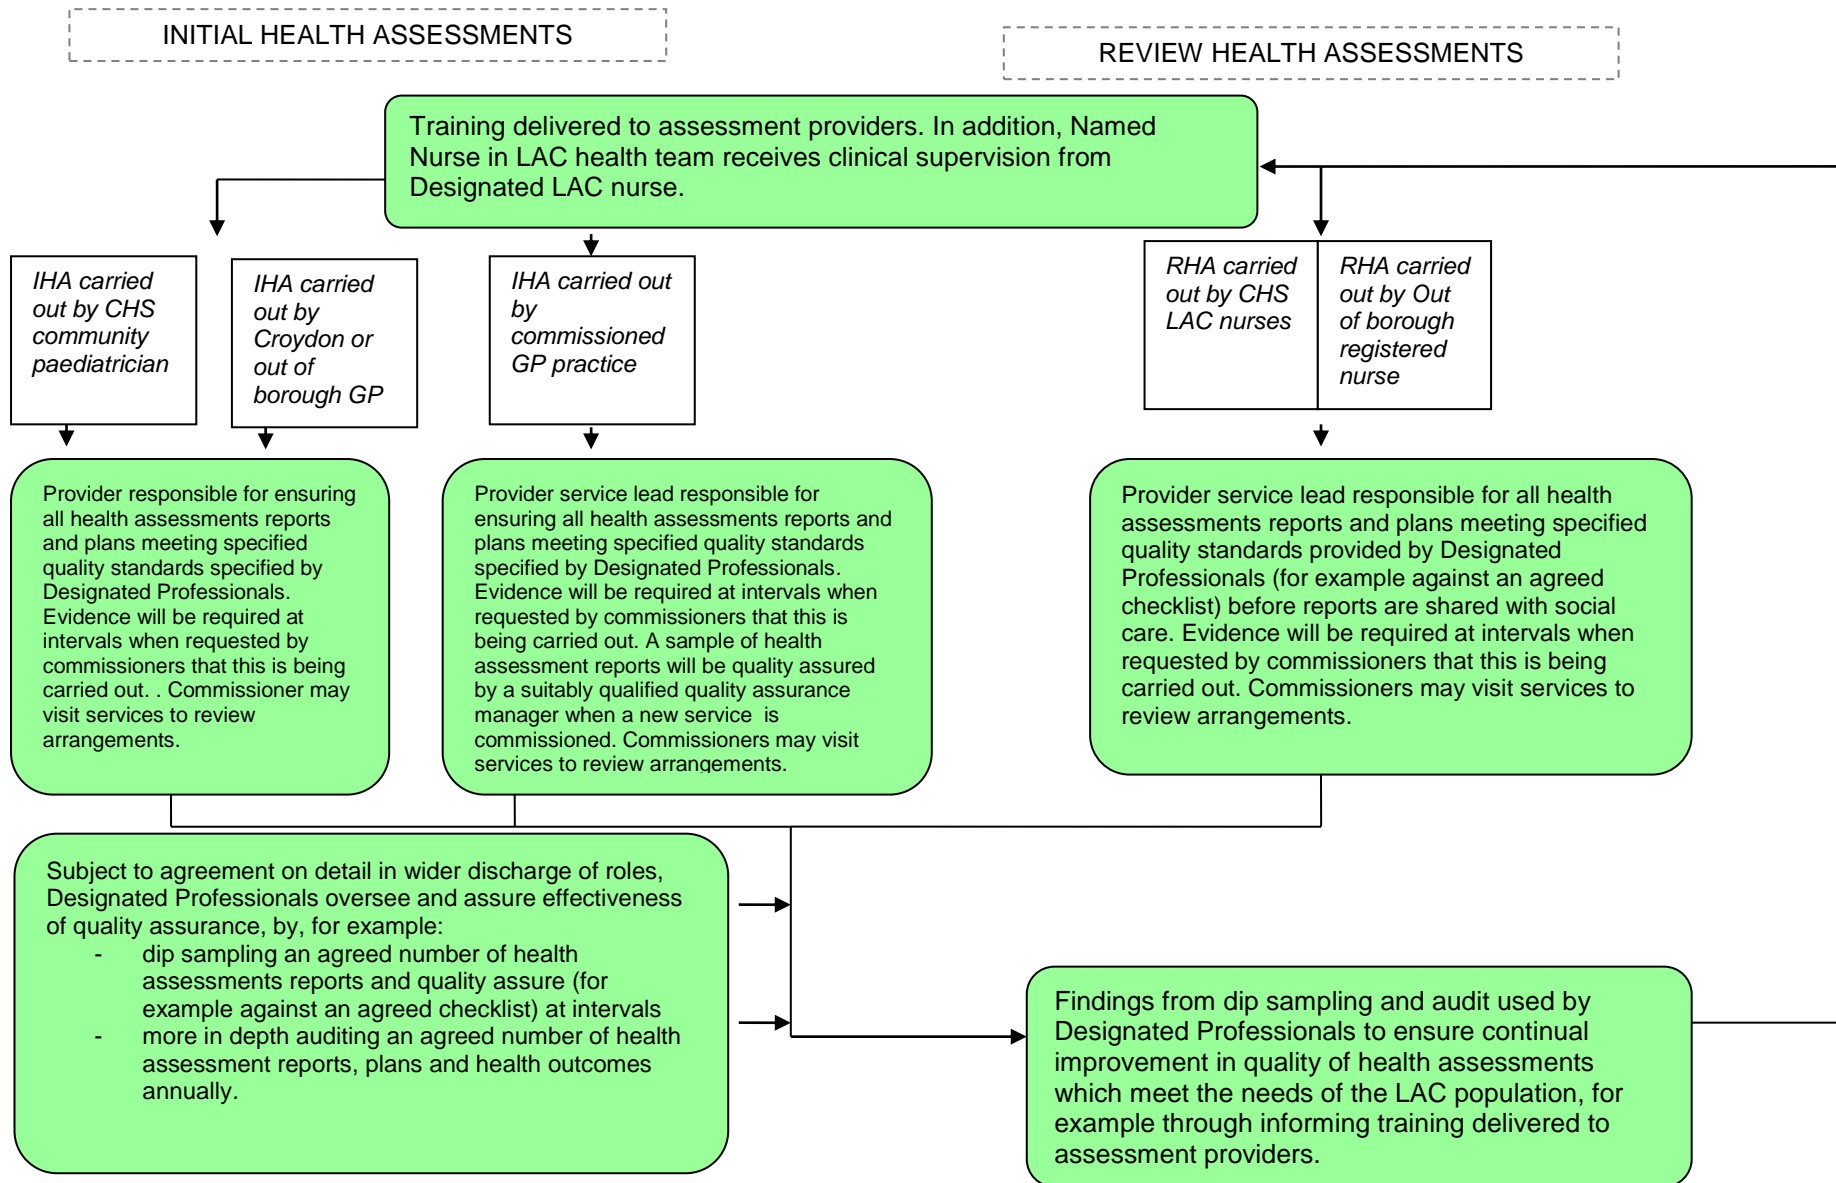 INITIAL HEALTH ASSESSMENTS
REVIEW HEALTH ASSESSMENTS
Training delivered to assessment providers. In addition, Named
Nurse in LAC health team receives clinical supervision from
Designated LAC nurse.
IHA carried
out by CHS
community
paediatrician
IHA carried
out by
Croydon or
out of
borough GP
IHA carried out
by
commissioned
GP practice
RHA carried
out by CHS
LAC nurses
RHA carried
out by Out
of borough
registered
nurse
Provider responsible for ensuring
all health assessments reports
and plans meeting specified
quality standards specified by
Designated Professionals.
Evidence will be required at
intervals when requested by
commissioners that this is being
carried out. . Commissioner may
visit services to review
arrangements.
Provider service lead responsible for
ensuring all health assessments reports and
plans meeting specified quality standards
specified by Designated Professionals.
Evidence will be required at intervals when
requested by commissioners that this is
being carried out. A sample of health
assessment reports will be quality assured
by a suitably qualified quality assurance
manager when a new service  is
commissioned. Commissioners may visit
services to review arrangements.
Provider service lead responsible for all health
assessments reports and plans meeting specified
quality standards provided by Designated
Professionals (for example against an agreed
checklist) before reports are shared with social
care. Evidence will be required at intervals when
requested by commissioners that this is being
carried out. Commissioners may visit services to
review arrangements.
Subject to agreement on detail in wider discharge of roles,
Designated Professionals oversee and assure effectiveness
of quality assurance, by, for example:
- dip sampling an agreed number of health
assessments reports and quality assure (for
example against an agreed checklist) at intervals
- more in depth auditing an agreed number of health
assessment reports, plans and health outcomes
annually.
Findings from dip sampling and audit used by
Designated Professionals to ensure continual
improvement in quality of health assessments
which meet the needs of the LAC population, for
example through informing training delivered to
assessment providers.